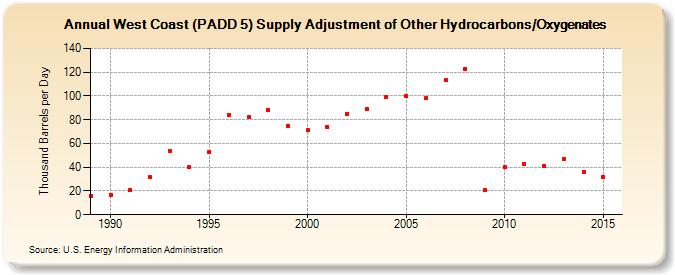 Annual West Coast (PADD 5) Supply Adjustment of Other Hydrocarbons/Oxygenates
Thousand Barrels per Day
140
120
100
80
60
40
20
0
1990 1995 2000 2005 2010 2015
Source: U.S. Energy Information Administration